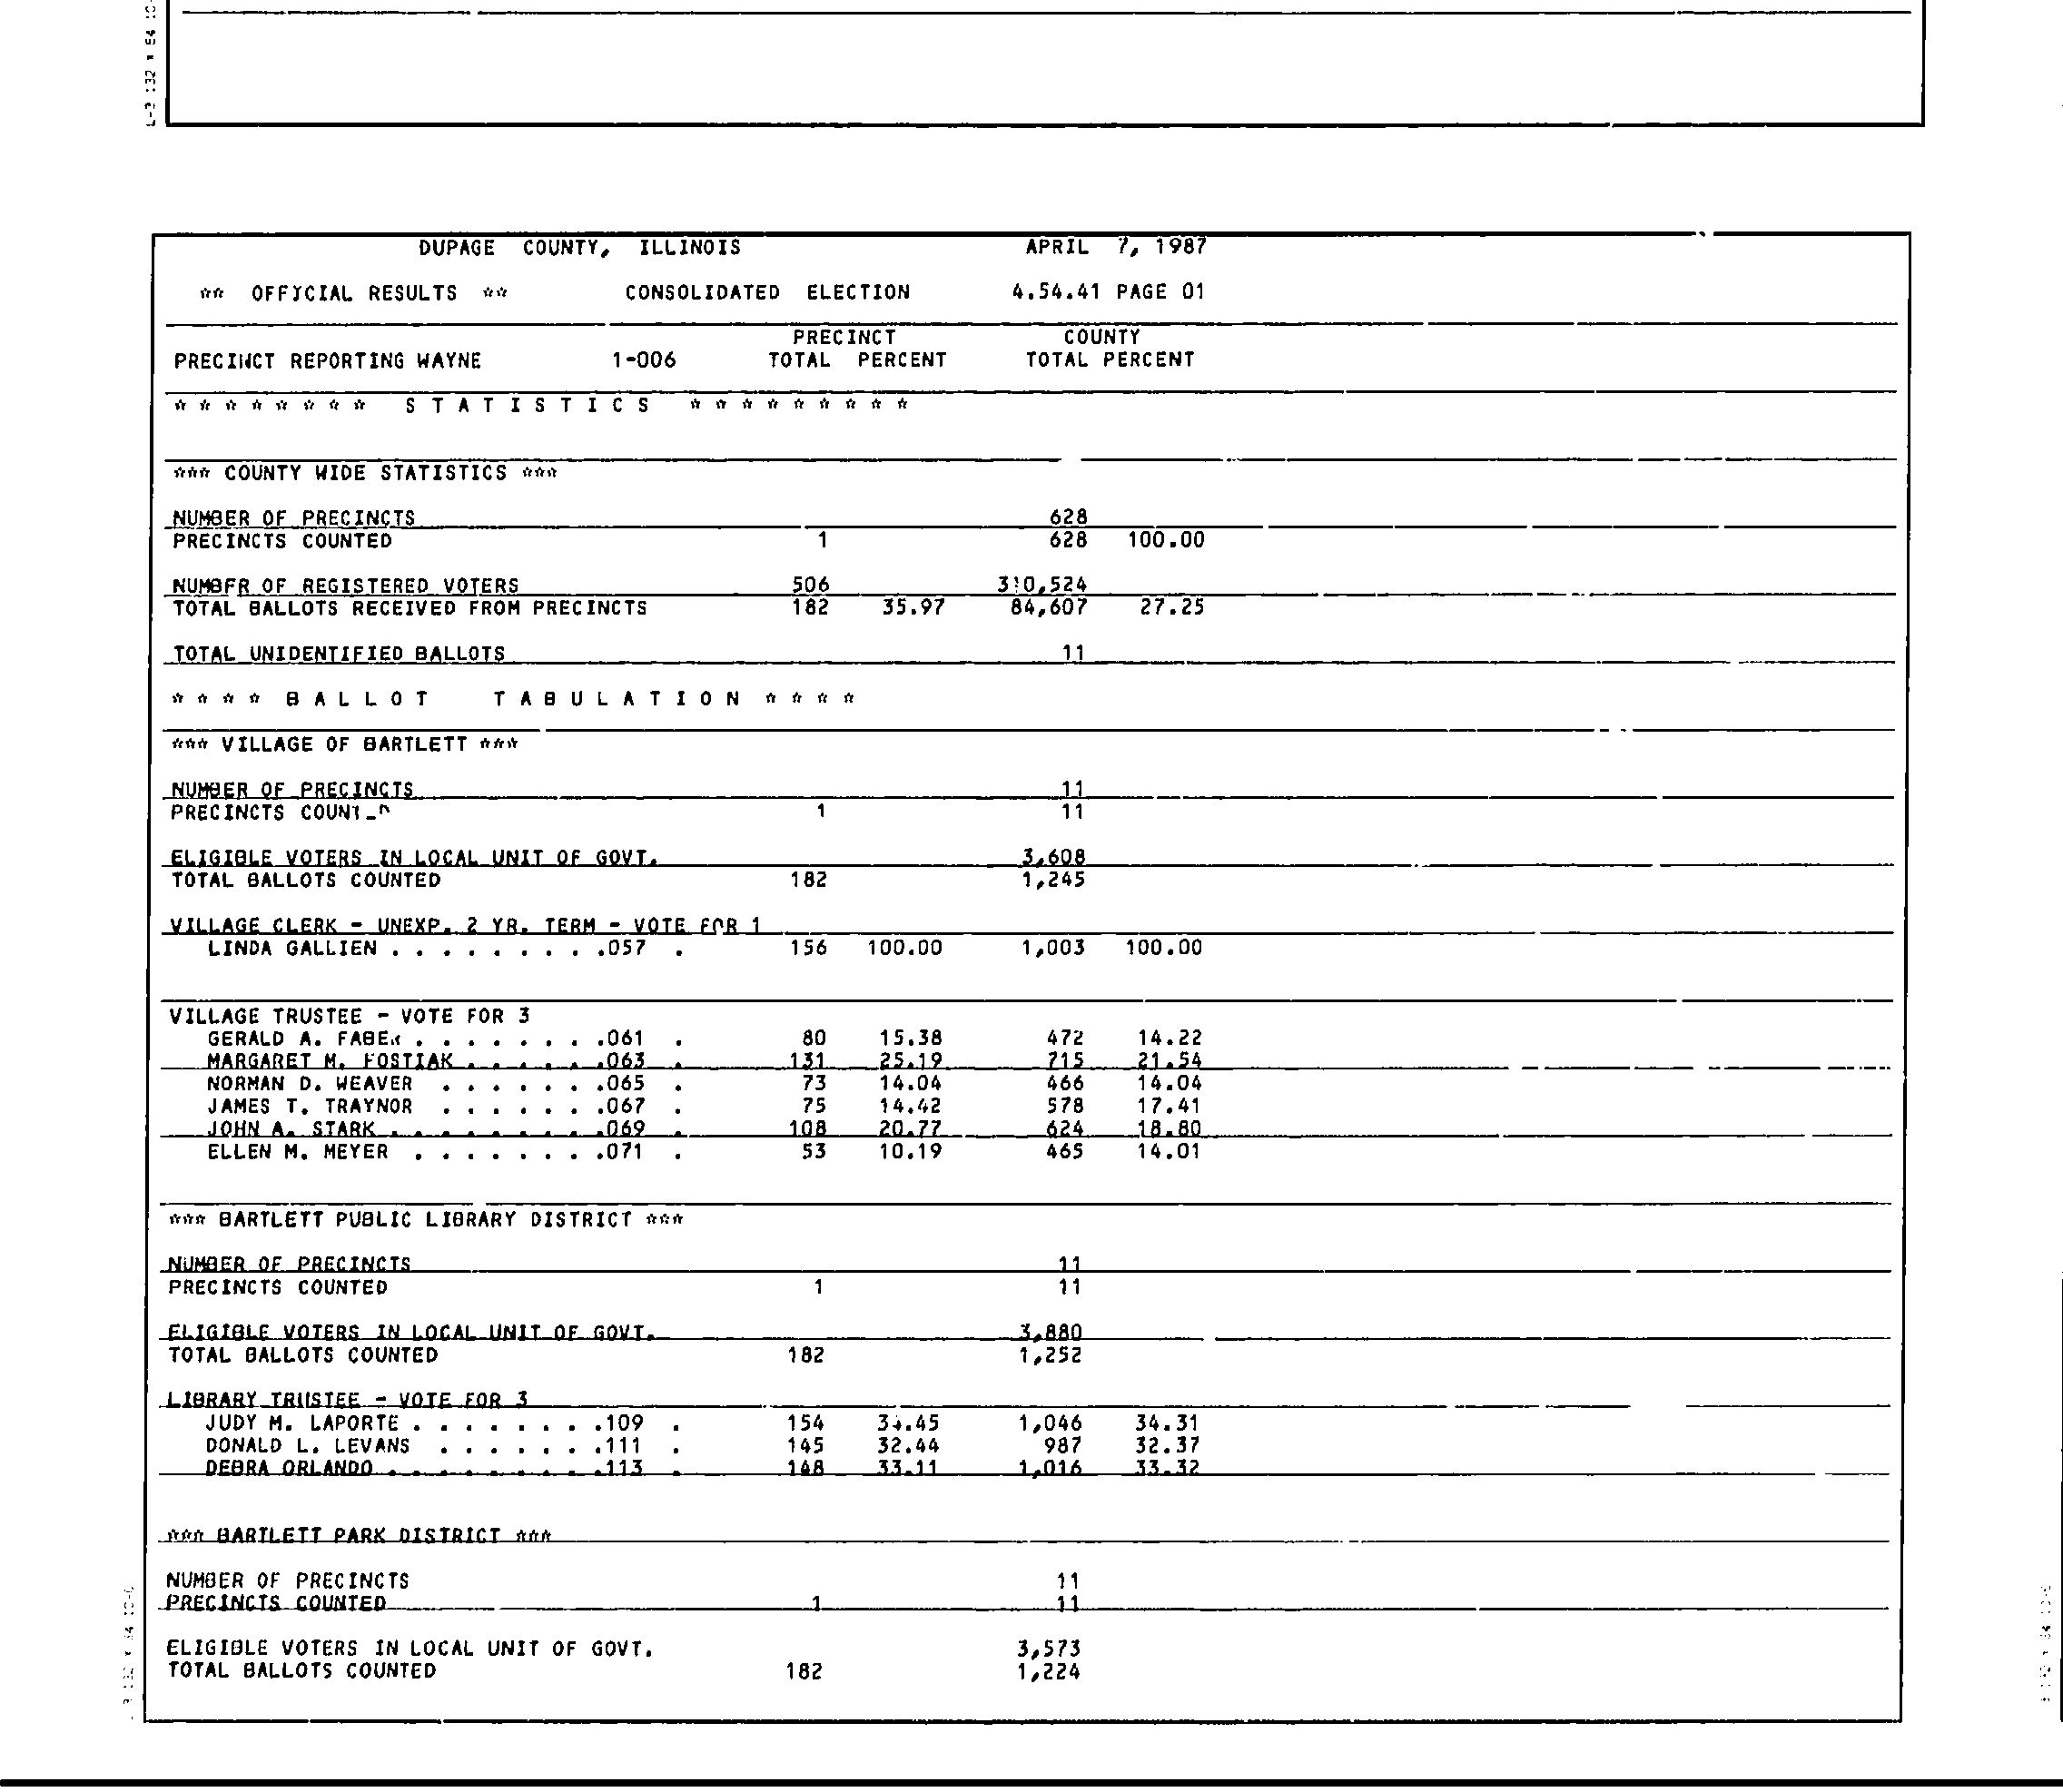 DUPAGE COUNTY, ILLINOIS APRIL 7, 1987
** OFFICIAL RESULTS ** CONSOLIDATED ELECTION 4.54.41 PAGE 01
PRECINCT COUNTY
PRECINCT REPORTING WAYNE 1-006 TOTAL PERCENT TOTAL PERCENT
* * * * * * * * S T A T I S T I C S * * * * * * * * *
*** COUNTY WIDE STATISTICS ***
NUMBER OF PRECINCTS 628
PRECINCTS COUNTED 1 628 100.00
NUMBER OF REGISTERED VOTERS 506 310,524
TOTAL BALLOTS RECEIVED FROM PRECINCTS 182 35.97 84,607 27.25
TOTAL UNIDENTIFIED BALLOTS 11
* * * * B A L L O T T A B U L A T I O N * * * *
*** VILLAGE OF BARTLETT ***
NUMBER OF PRECINCTS 11
PRECINCTS COUNTED 1 11
ELIGIBLE VOTERS IN LOCAL UNIT OF GOVT. 3,608
TOTAL BALLOTS COUNTED 182 1,245
VILLAGE CLERK - UNEXP. 2 YR. TERM - VOTE FOR 1
LINDA GALLIEN . . . . . . . . .057 . 156 100.00 1,003 100.00
VILLAGE TRUSTEE - VOTE FOR 3
GERALD A. FABER . . . . . . . .061 . 80 15.38 472 14.22
MARGARET M. FOSTIAK . . . . . .063 . 131 25.19 715 21.54
NORMAN D. WEAVER . . . . . . .065 . 73 14.04 466 14.04
JAMES T. TRAYNOR . . . . . . .067 . 75 14.42 578 17.41
JOHN A. STARK . . . . . . . . .069 . 108 20.77 624 18.80
ELLEN M. MEYER . . . . . . . .071 . 53 10.19 465 14.01
*** BARTLETT PUBLIC LIBRARY DISTRICT ***
NUMBER OF PRECINCTS 11
PRECINCTS COUNTED 1 11
ELIGIBLE VOTERS IN LOCAL UNIT OF GOVT. 3,880
TOTAL BALLOTS COUNTED 182 1,252
LIBRARY TRUSTEE - VOTE FOR 3
JUDY M. LAPORTE . . . . . . . .109 . 154 34.45 1,046 34.31
DONALD L. LEVANS . . . . . . .111 . 145 32.44 987 32.37
DEBRA ORLANDO . . . . . . . . .113 . 148 33.11 1,016 33.32
*** BARTLETT PARK DISTRICT ***
NUMBER OF PRECINCTS 11
PRECINCTS COUNTED 1 11
ELIGIBLE VOTERS IN LOCAL UNIT OF GOVT. 3,573
TOTAL BALLOTS COUNTED 182 1,224